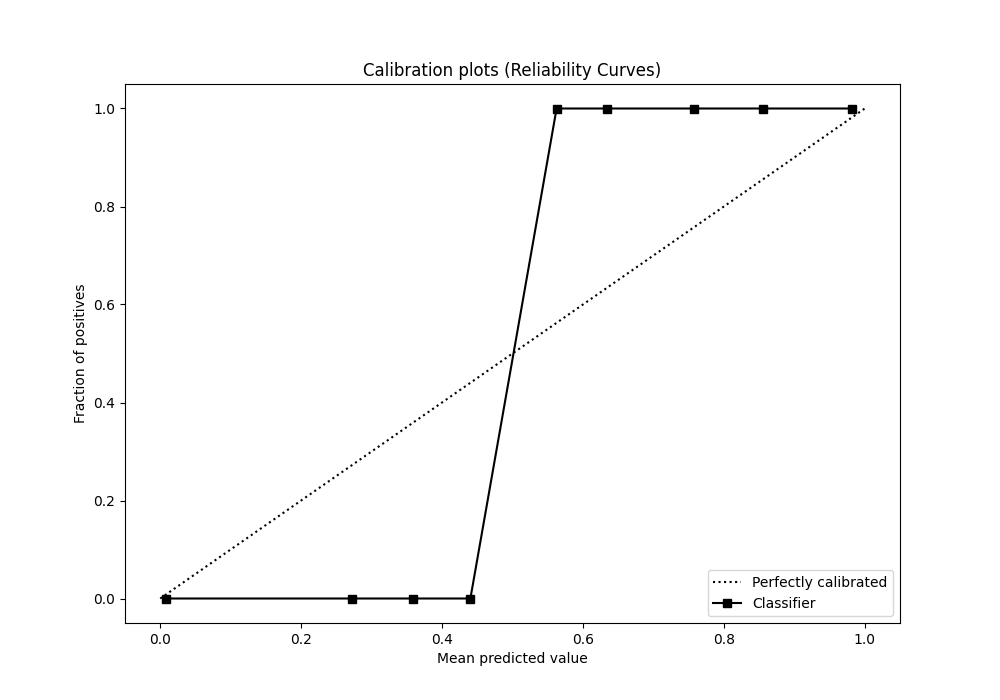 Calibration plots (Reliability Curves)
1.0
0.8
0.6
0.4
0.2
0.0
Fraction of positives
0.0 0.2 0.4 0.6 0.8 1.0
Mean predicted value
Perfectly calibrated
Classifier